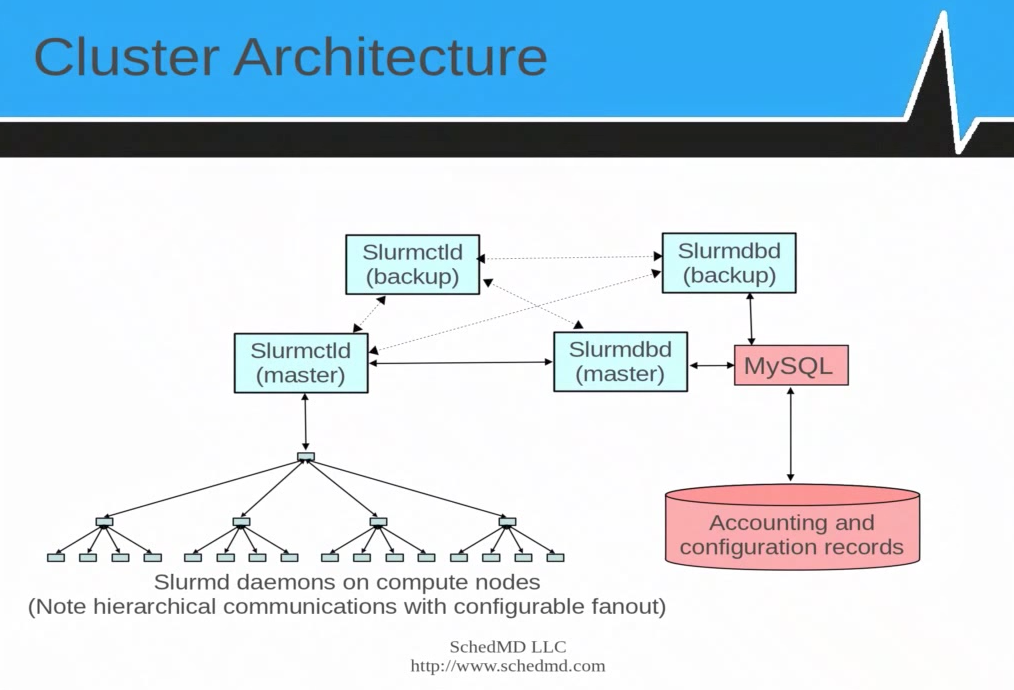 Cluster Architecture
Slurmctld
(backup)
Slurmdbd
(backup)
Slurmctld
(master)
Slurmdbd
(master)
MySQL
Accounting and
configuration records
Slurmd daemons on compute nodes
(Note hierarchical communications with configurable fanout)
SchedMD LLC
http://www.schedmd.com